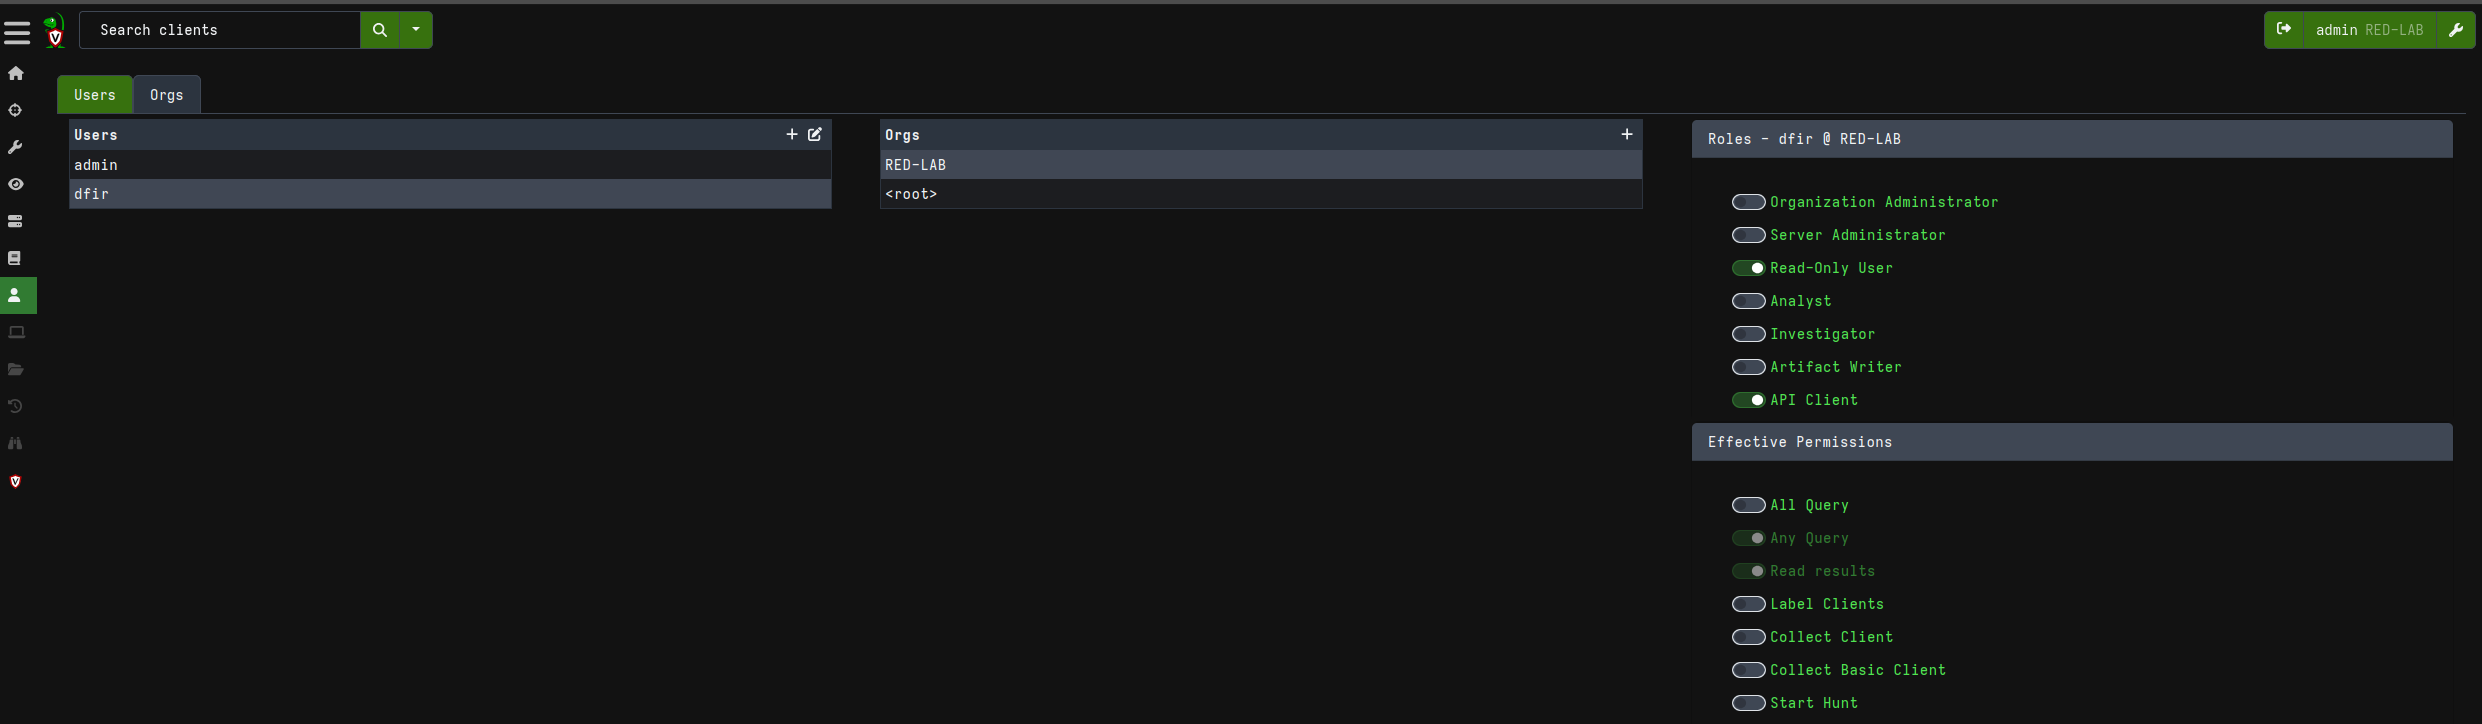 Search clients
admin RED-LAB
Users
Orgs
Users
admin
dfir
Orgs
RED-LAB
<root>
Roles - dfir @ RED-LAB
Organization Administrator
Server Administrator
Read-Only User
Analyst
Investigator
Artifact Writer
API Client
Effective Permissions
All Query
Any Query
Read results
Label Clients
Collect Client
Collect Basic Client
Start Hunt